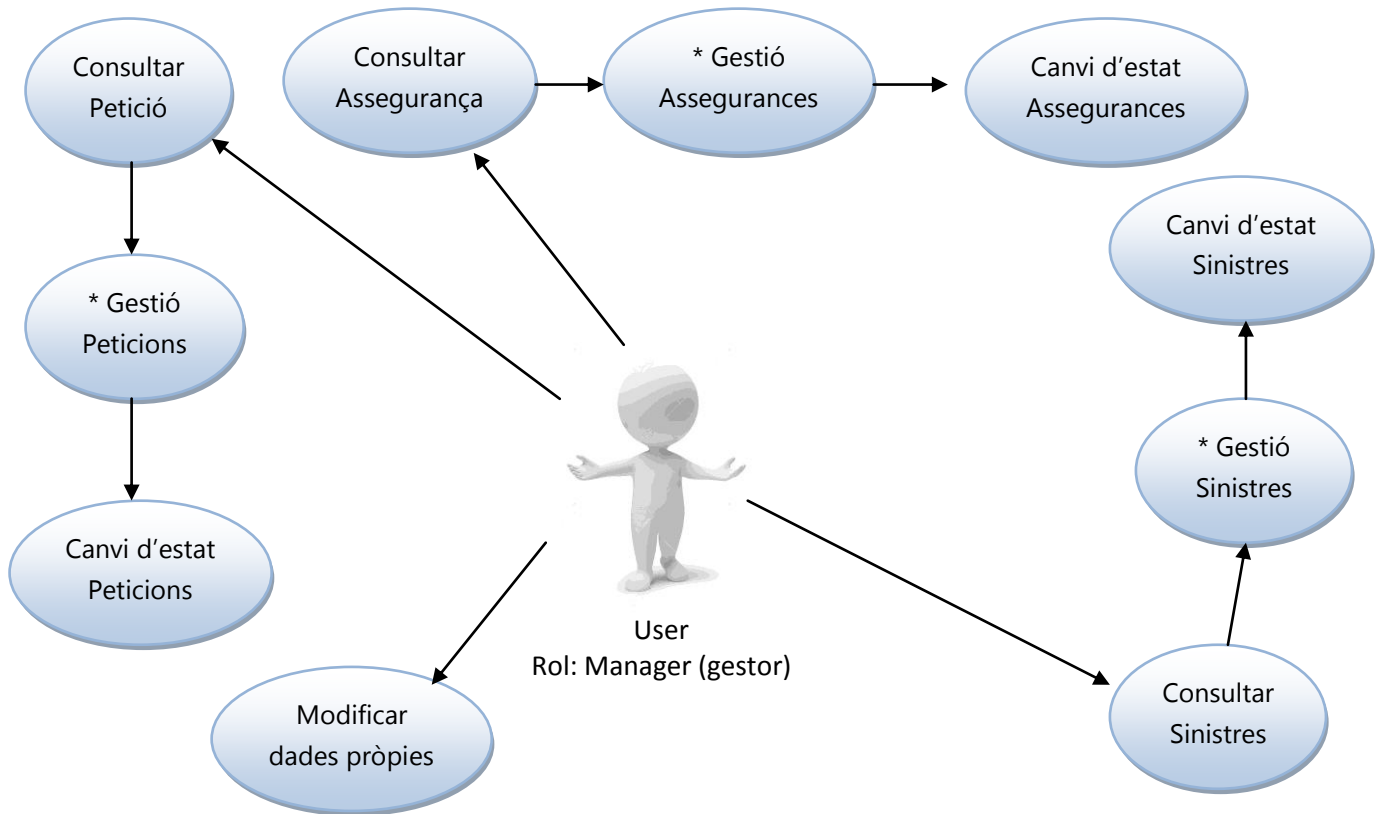 Consultar
Petició
Consultar
Assegurança
* Gestió
Assegurances
Canvi d'estat
Assegurances
Canvi d'estat
Sinistres
* Gestió
Peticions
* Gestió
Sinistres
Canvi d'estat
Peticions
User
Rol: Manager (gestor)
Modificar
dades pròpies
Consultar
Sinistres